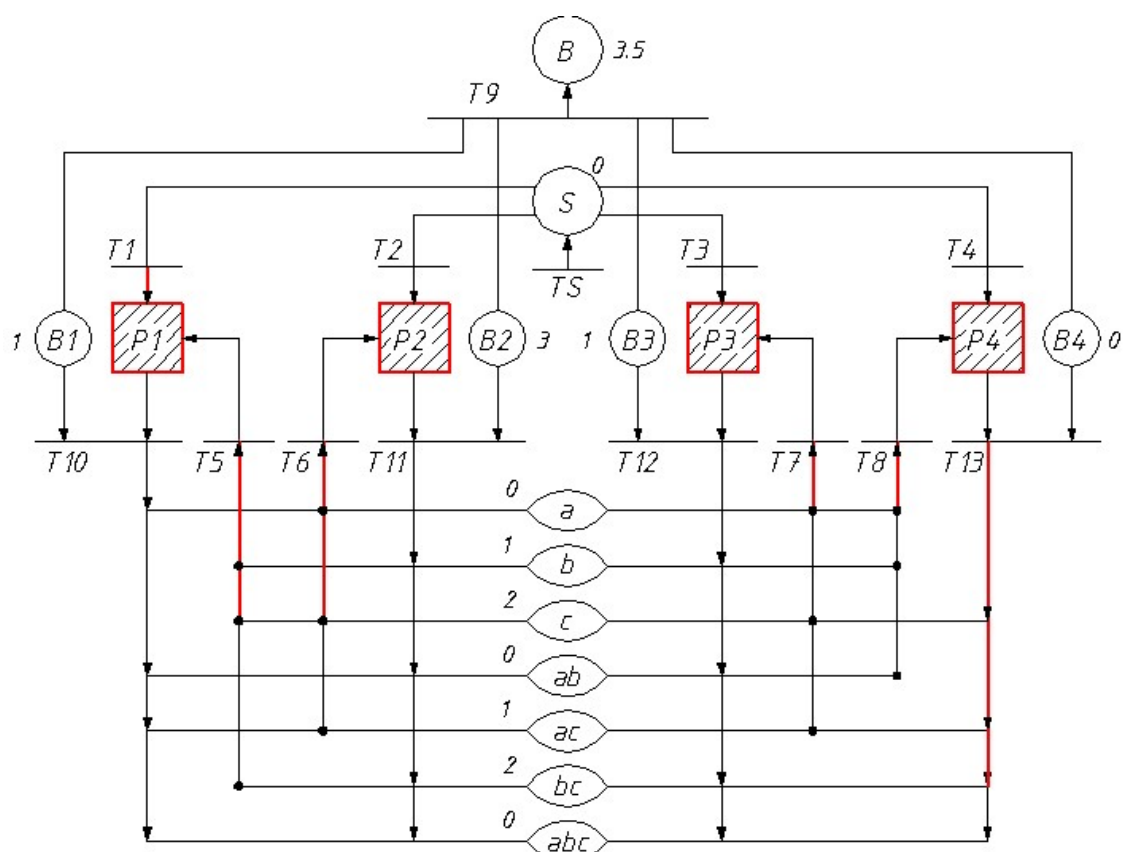 B 3.5
T9
0
S
T1 T2 T3 T4
TS
1 B1 P1 P2 B2 3 1 B3 P3 P4 B4 0
T10 T5 T6 T11 T12 T7 T8 T13
0 a
1 b
2 c
0 ab
1 ac
2 bc
0 abc